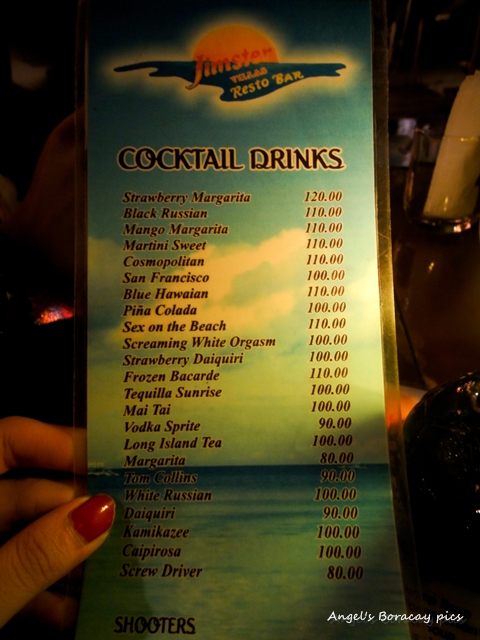 Jimster
VILLAS
RESTO BAR
COCKTAIL DRINKS
Strawberry Margarita 120.00
Black Russian 110.00
Mango Margarita 110.00
Martini Sweet 110.00
Cosmopolitan 110.00
San Francisco 100.00
Blue Hawaian 110.00
Piña Colada 100.00
Sex on the Beach 110.00
Screaming White Orgasm 100.00
Strawberry Daiquiri 100.00
Frozen Bacarde 110.00
Tequilla Sunrise 100.00
Mai Tai 100.00
Vodka Sprite 90.00
Long Island Tea 100.00
Margarita 80.00
Tom Collins 90.00
White Russian 100.00
Daiquiri 90.00
Kamikazee 100.00
Caipirosa 100.00
Screw Driver 80.00
SHOOTERS
Angel's Boracay pics